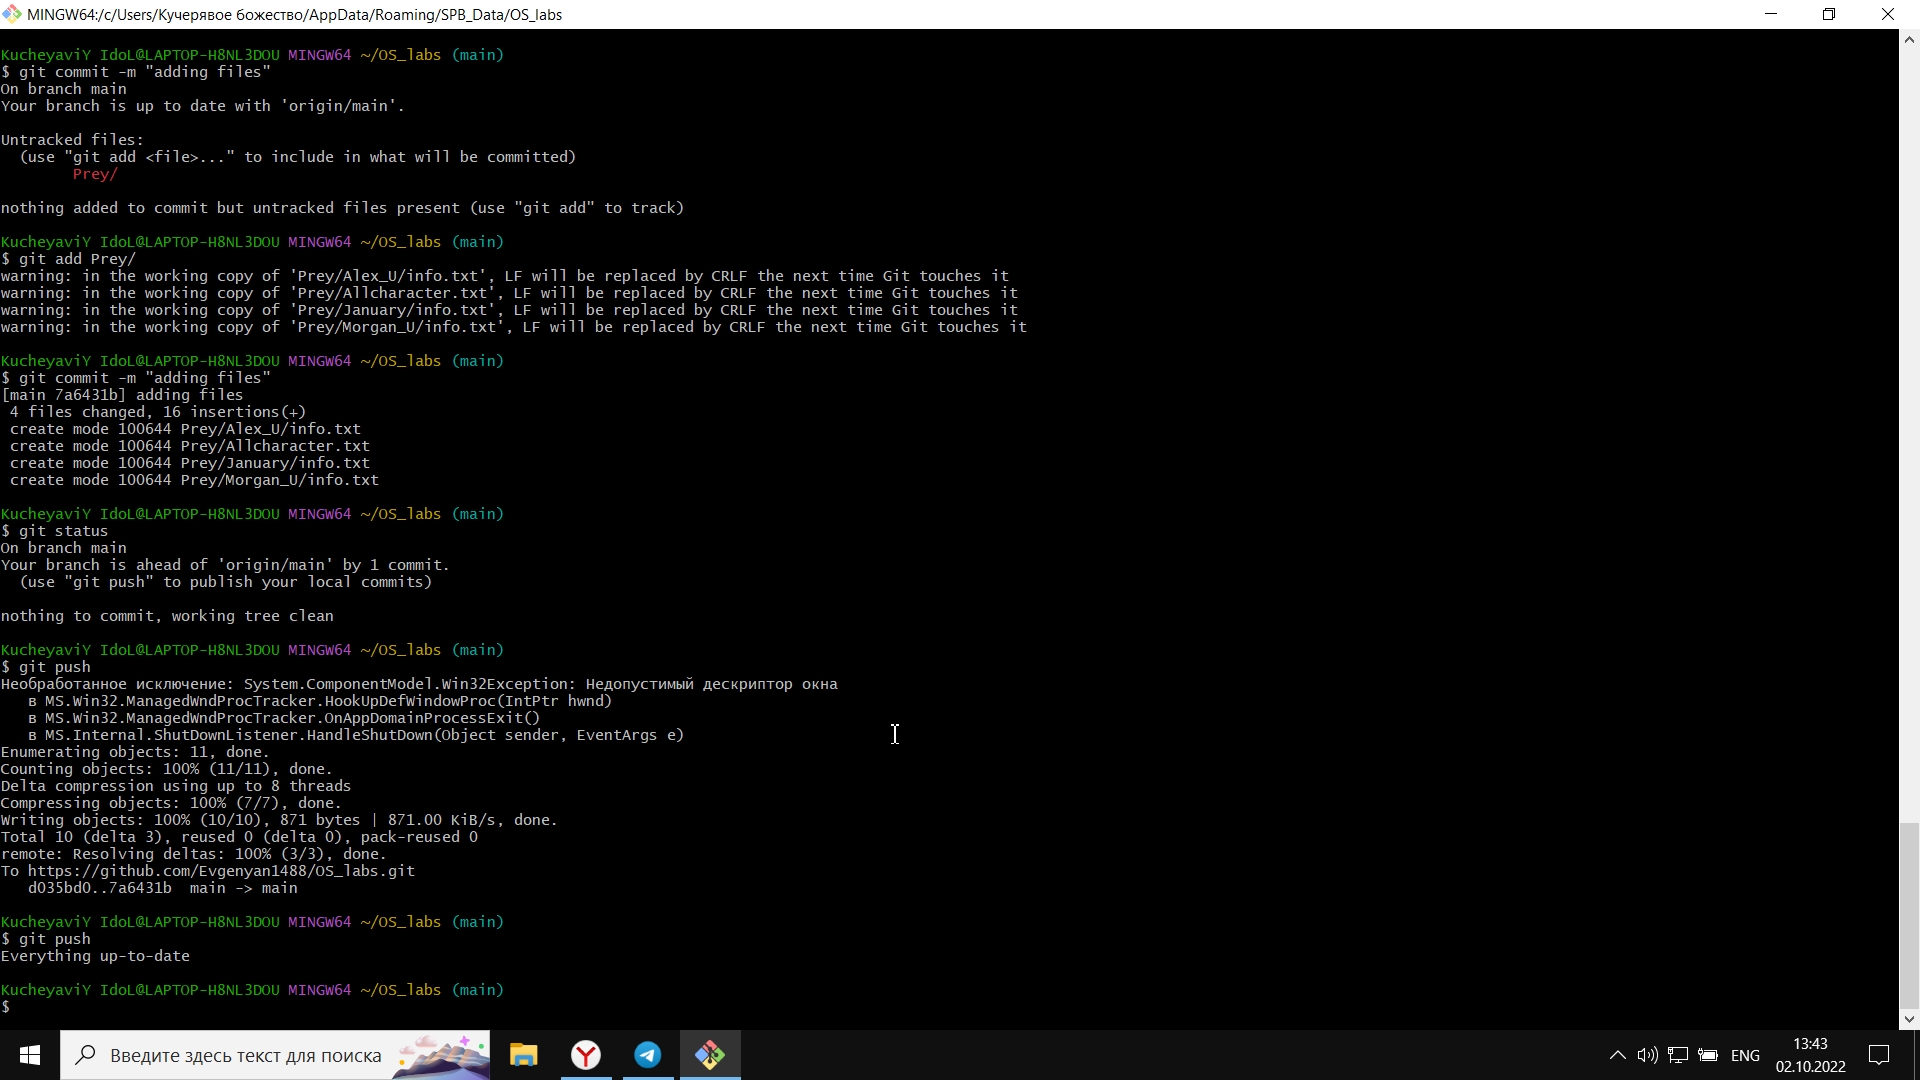 MINGW64:/c/Users/Кучерявое божество/AppData/Roaming/SPB_Data/OS_labs
KucheyaviY IdoL@LAPTOP-H8NL3DOU MINGW64 ~/OS_labs (main)
$ git commit -m "adding files"
On branch main
Your branch is up to date with 'origin/main'.
Untracked files:
(use "git add <file>..." to include in what will be committed)
Prey/
nothing added to commit but untracked files present (use "git add" to track)
KucheyaviY IdoL@LAPTOP-H8NL3DOU MINGW64 ~/OS_labs (main)
$ git add Prey/
warning: in the working copy of 'Prey/Alex_U/info.txt', LF will be replaced by CRLF the next time Git touches it
warning: in the working copy of 'Prey/Allcharacter.txt', LF will be replaced by CRLF the next time Git touches it
warning: in the working copy of 'Prey/January/info.txt', LF will be replaced by CRLF the next time Git touches it
warning: in the working copy of 'Prey/Morgan_U/info.txt', LF will be replaced by CRLF the next time Git touches it
KucheyaviY IdoL@LAPTOP-H8NL3DOU MINGW64 ~/OS_labs (main)
$ git commit -m "adding files"
[main 7a6431b] adding files
4 files changed, 16 insertions(+)
create mode 100644 Prey/Alex_U/info.txt
create mode 100644 Prey/Allcharacter.txt
create mode 100644 Prey/January/info.txt
create mode 100644 Prey/Morgan_U/info.txt
KucheyaviY IdoL@LAPTOP-H8NL3DOU MINGW64 ~/OS_labs (main)
$ git status
On branch main
Your branch is ahead of 'origin/main' by 1 commit.
(use "git push" to publish your local commits)
nothing to commit, working tree clean
KucheyaviY IdoL@LAPTOP-H8NL3DOU MINGW64 ~/OS_labs (main)
$ git push
Необработанное исключение: System.ComponentModel.Win32Exception: Недопустимый дескриптор окна
в MS.Win32.ManagedWndProcTracker.HookUpDefWindowProc(IntPtr hwnd)
в MS.Win32.ManagedWndProcTracker.OnAppDomainProcessExit()
в MS.Internal.ShutDownListener.HandleShutDown(Object sender, EventArgs e)
Enumerating objects: 11, done.
Counting objects: 100% (11/11), done.
Delta compression using up to 8 threads
Compressing objects: 100% (7/7), done.
Writing objects: 100% (10/10), 871 bytes | 871.00 KiB/s, done.
Total 10 (delta 3), reused 0 (delta 0), pack-reused 0
remote: Resolving deltas: 100% (3/3), done.
To https://github.com/Evgenyan1488/OS_labs.git
d035bd0..7a6431b main -> main
KucheyaviY IdoL@LAPTOP-H8NL3DOU MINGW64 ~/OS_labs (main)
$ git push
Everything up-to-date
KucheyaviY IdoL@LAPTOP-H8NL3DOU MINGW64 ~/OS_labs (main)
$
Введите здесь текст для поиска
ENG
13:43
02.10.2022